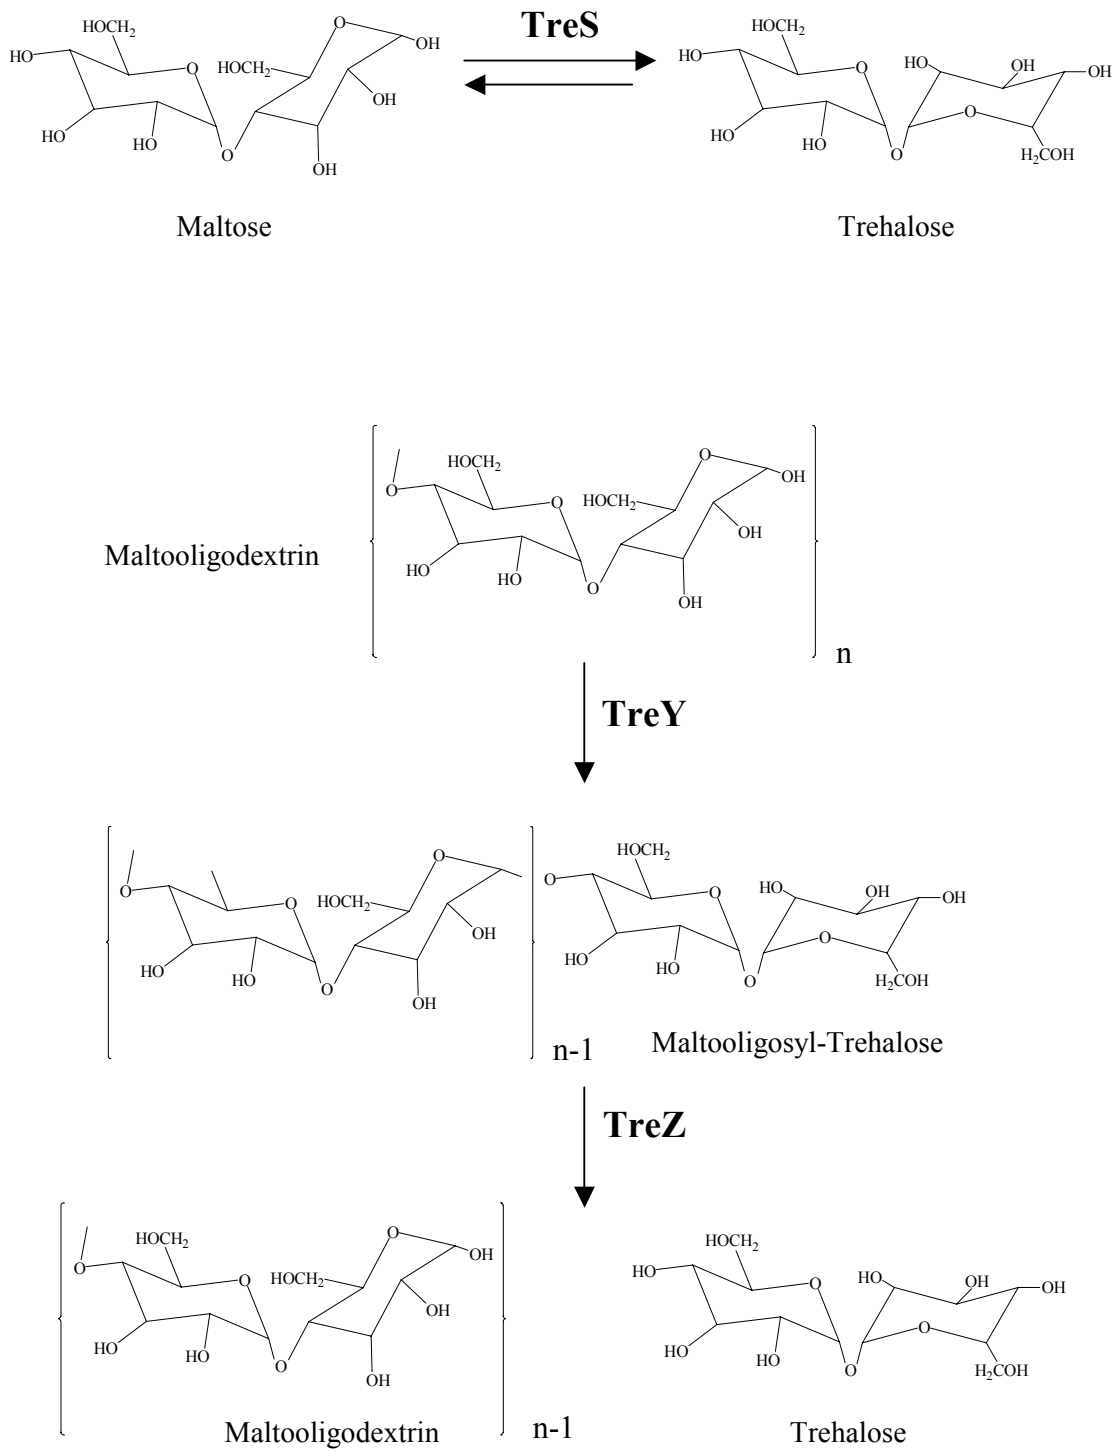 TreS
HOCH2 O OH HO O HOCH2 OH HO HO O OH
HOCH2 HO O HO OH OH O HO HO O H2COH
Maltose
Trehalose
HOCH2 O OH O O HOCH2 OH HO HO O OH
Maltooligodextrin
n
TreY
O O O HOCH2 OH HO HO O OH
HOCH2 O O HO OH OH O HO HO O H2COH
n-1
Maltooligosyl-Trehalose
TreZ
HOCH2 O OH O O HOCH2 OH HO HO O OH
HOCH2 HO O HO OH OH O HO HO O H2COH
Maltooligodextrin
n-1
Trehalose